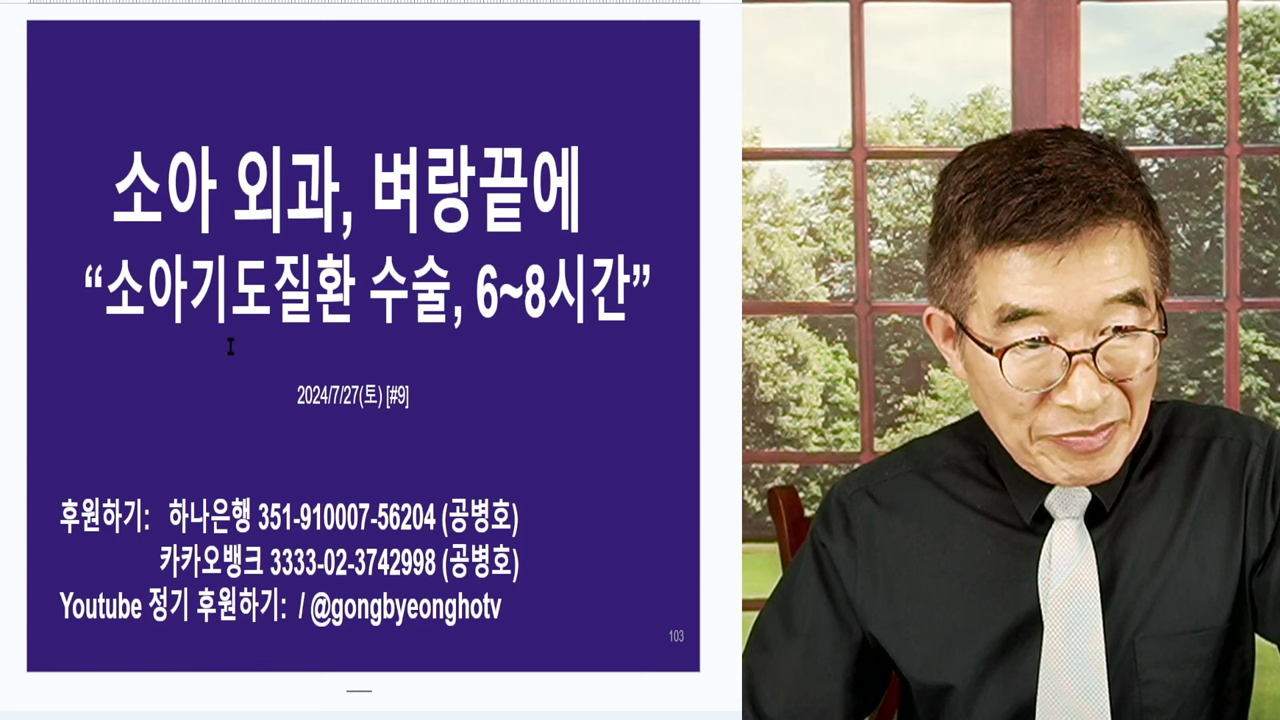 소아 외과, 벼랑끝에
“소아기도질환 수술, 6~8시간”
2024/7/27(토) [#9]
후원하기: 하나은행 351-910007-56204 (공병호)
카카오뱅크 3333-02-3742998 (공병호)
Youtube 정기 후원하기: / @gongbyeonghotv
103